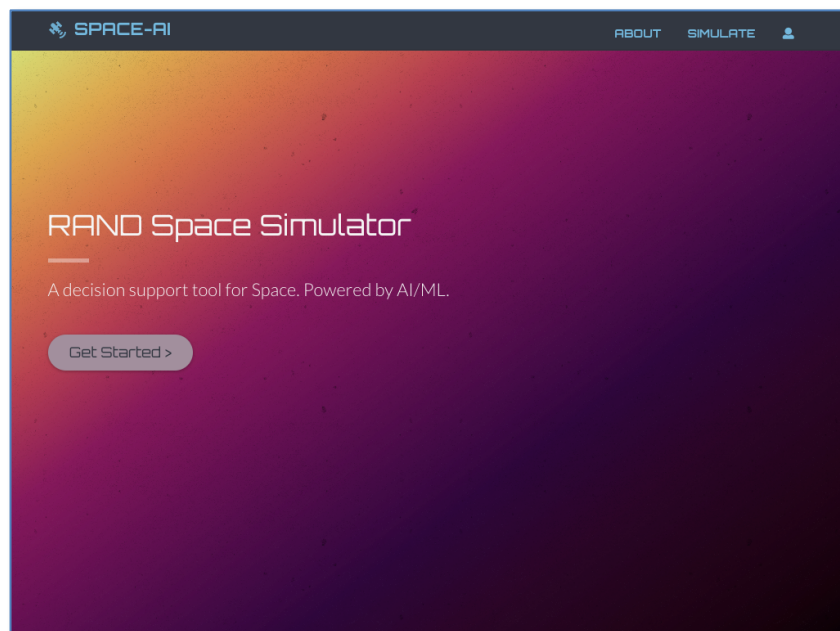 SPACE-AI
ABOUT SIMULATE
RAND Space Simulator
A decision support tool for Space. Powered by AI/ML.
Get Started >